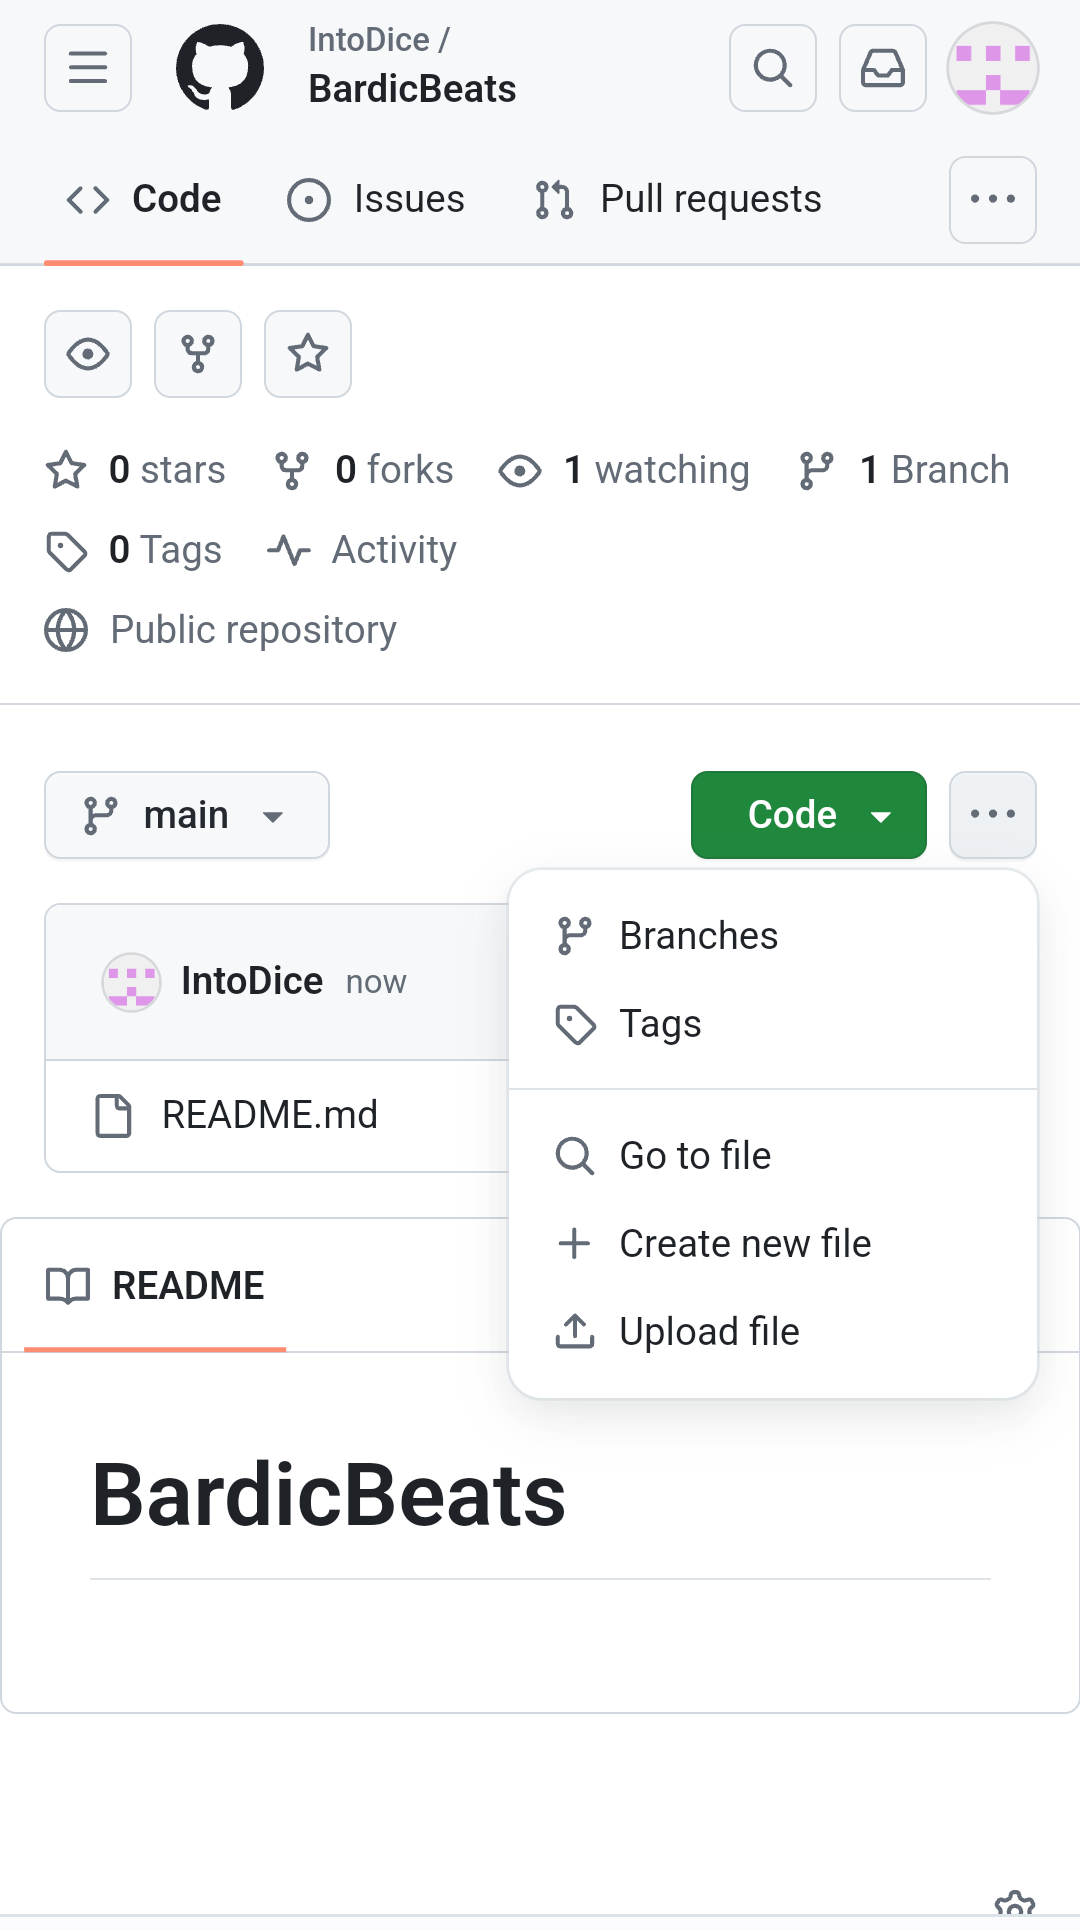 IntoDice /
BardicBeats
Code Issues Pull requests
0 stars 0 forks 1 watching 1 Branch
0 Tags Activity
Public repository
main Code
Branches
IntoDice now
Tags
README.md
Go to file
Create new file
README
Upload file
BardicBeats